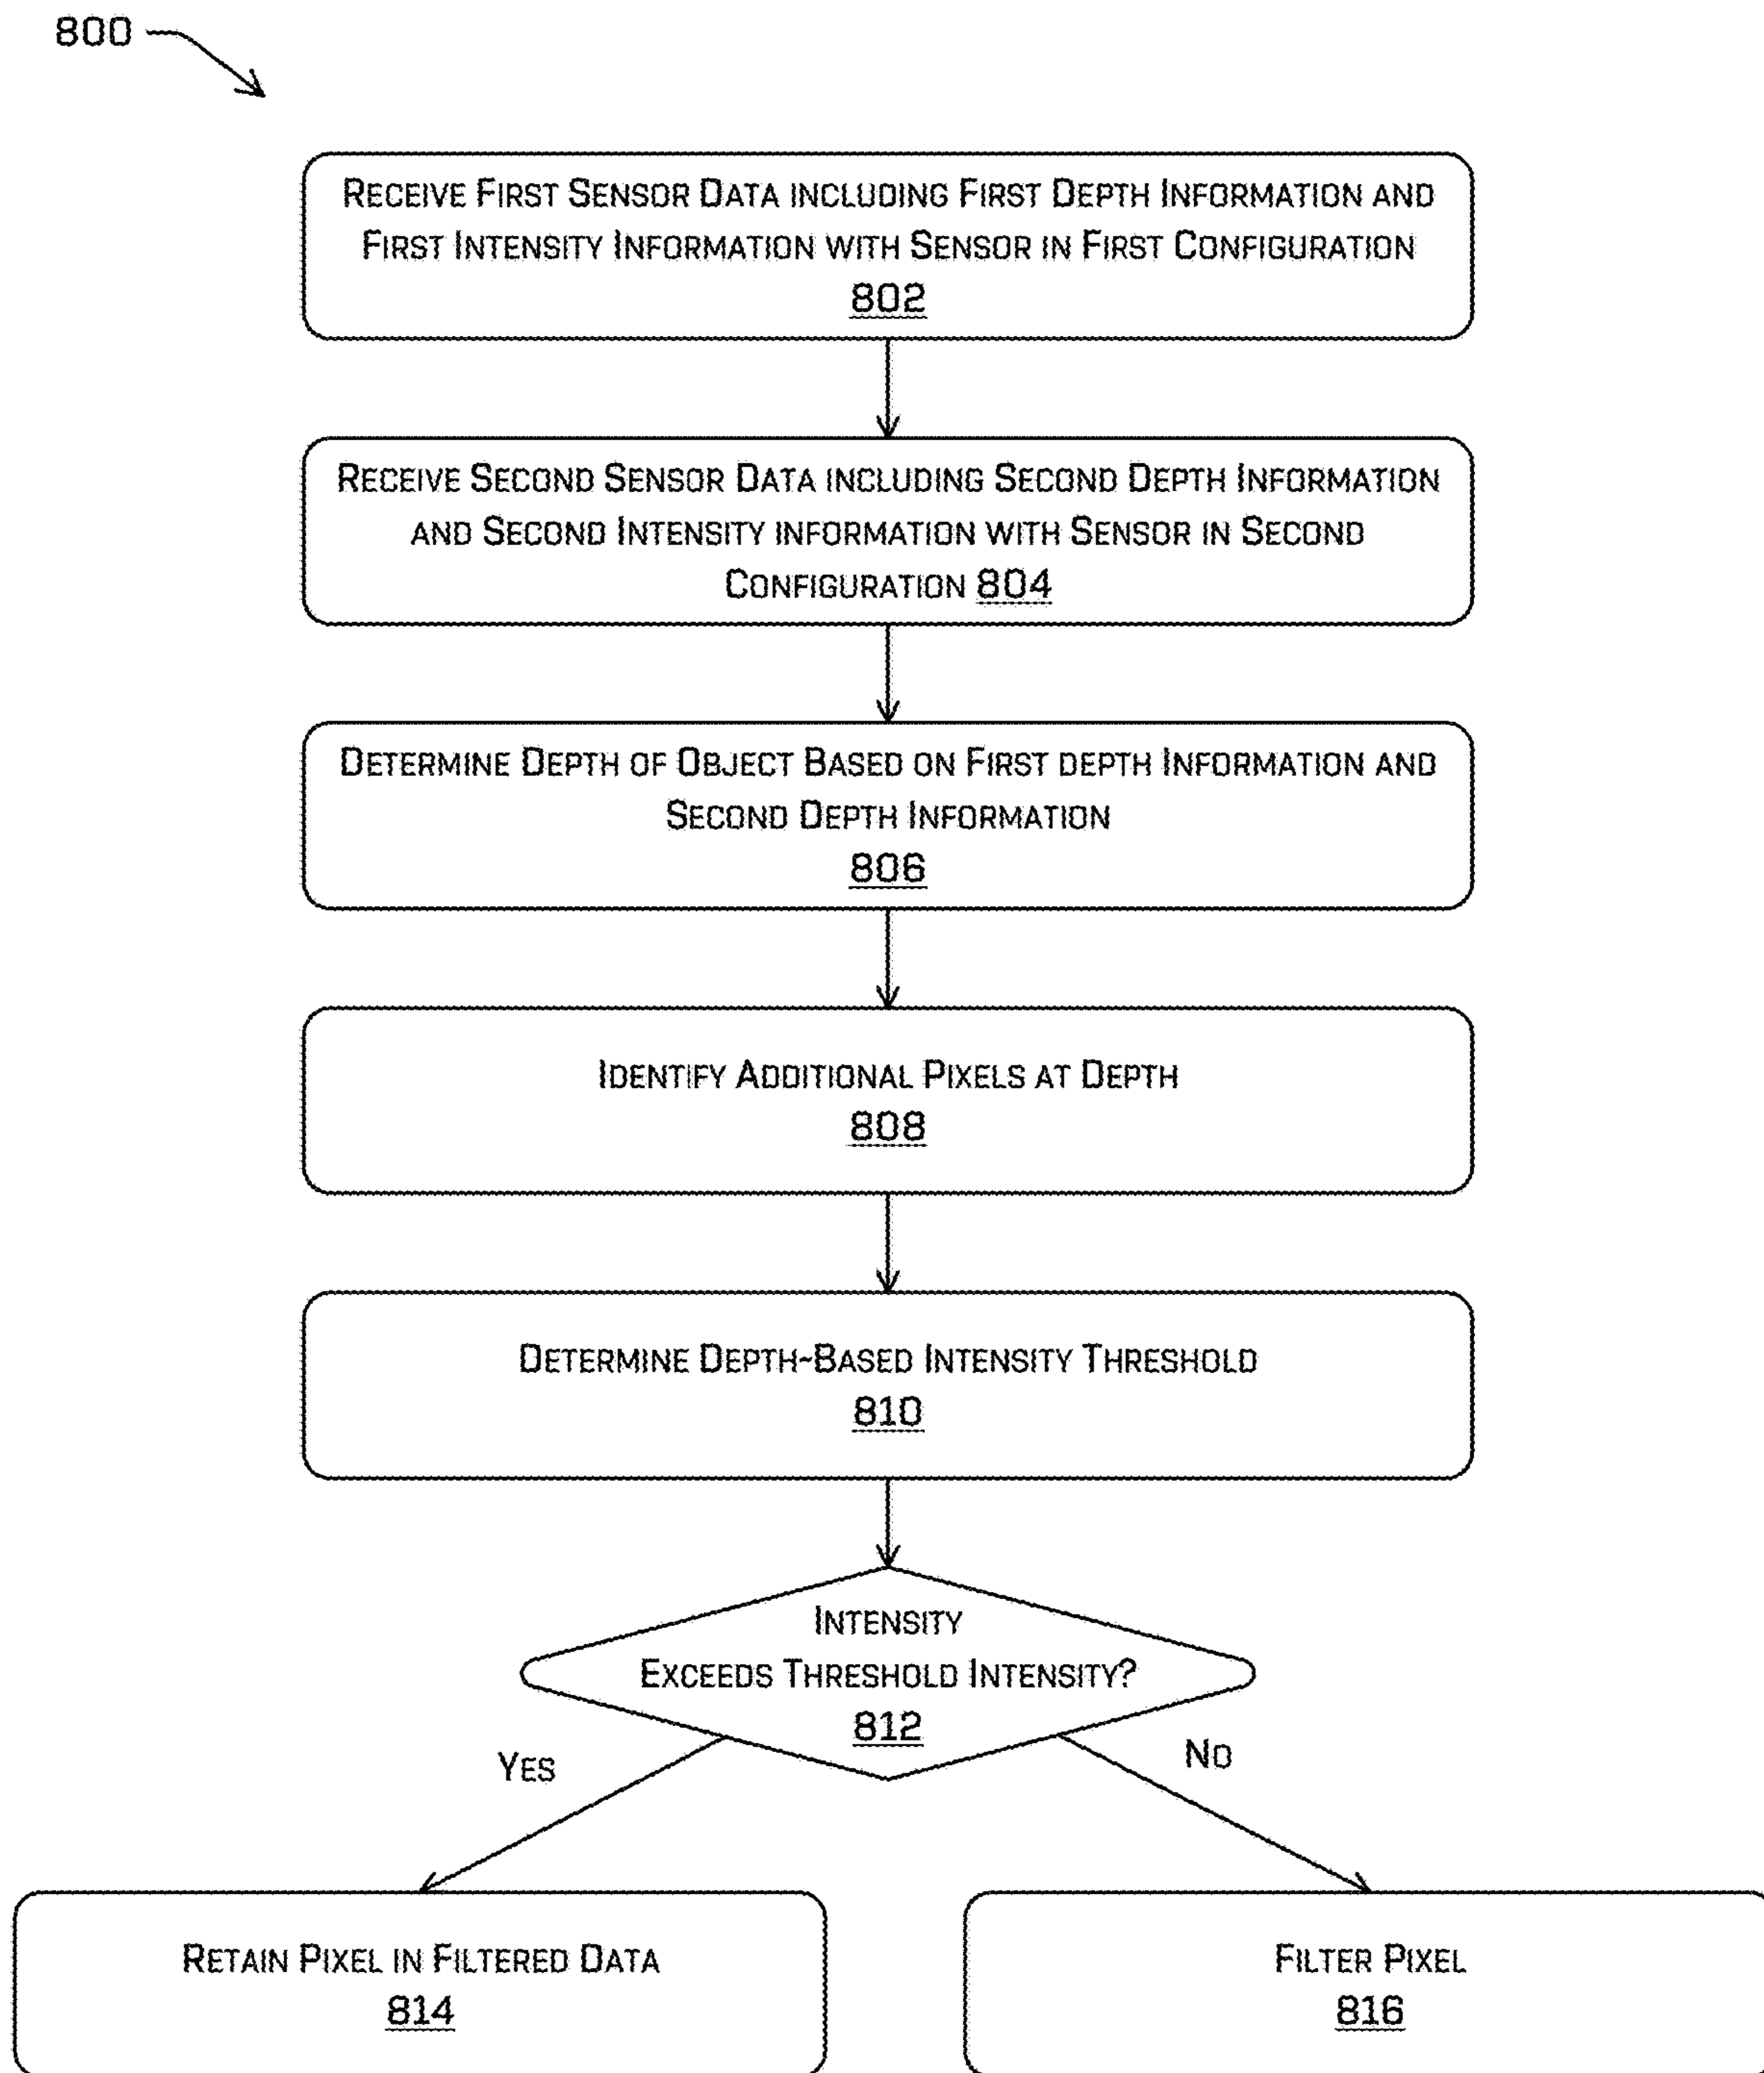 800
Receive First Sensor Data including First Depth Information and
First Intensity Information with Sensor in First Configuration
802
Receive Second Sensor Data including Second Depth Information
and Second Intensity information with Sensor in Second
Configuration 804
Determine Depth of Object Based on First depth Information and
Second Depth Information
806
Identify Additional Pixels at Depth
808
Determine Depth-Based Intensity Threshold
810
Intensity
Exceeds Threshold Intensity?
812
Yes
No
Retain Pixel in Filtered Data
814
Filter Pixel
816